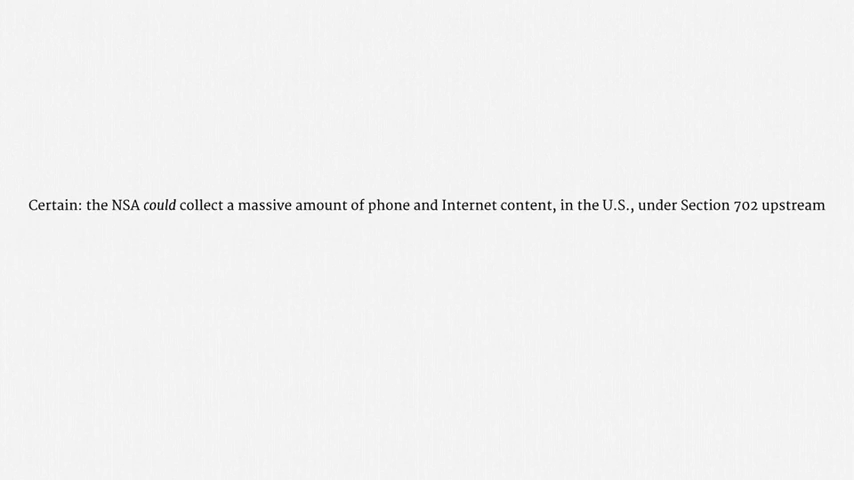 Certain: the NSA could collect a massive amount of phone and Internet content, in the U.S., under Section 702 upstream